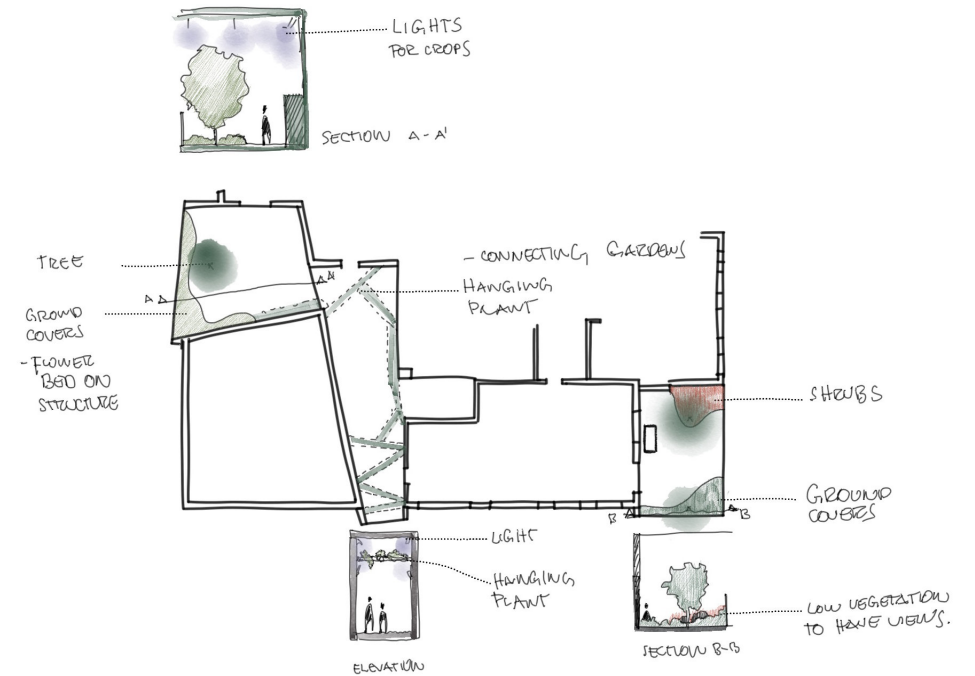 LIGHTS
FOR CROPS
SECTION A-A'
- CONNECTING GARDENS
HANGING
PLANT
TREE
A
A'
GROUND
COVERS
- FLOWER
BED ON
STRUCTURE
SHRUBS
GROUND
COVERS
B
B
LIGHT
HANGING
PLANT
LOW VEGETATION
TO HAVE VIEWS.
ELEVATION
SECTION B-B